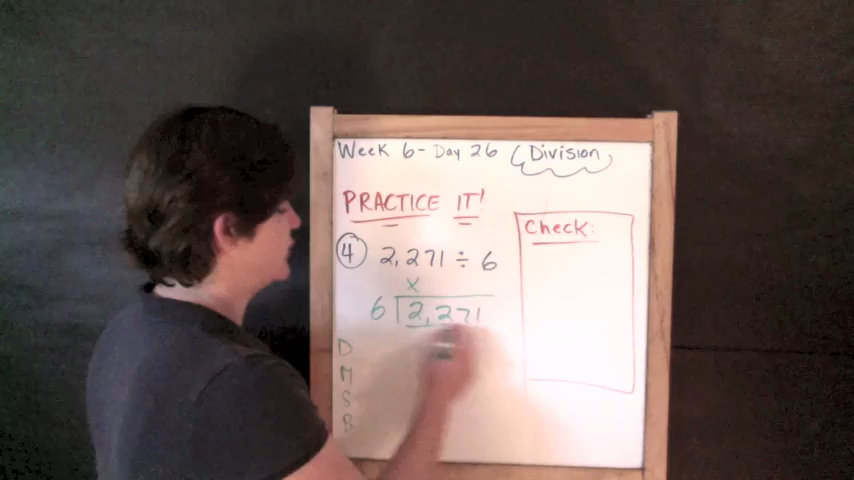 Week 6 - Day 26 (Division)
PRACTICE IT!
Check:
④ 2,271 ÷ 6
x
6 2,271
D
M
S
B